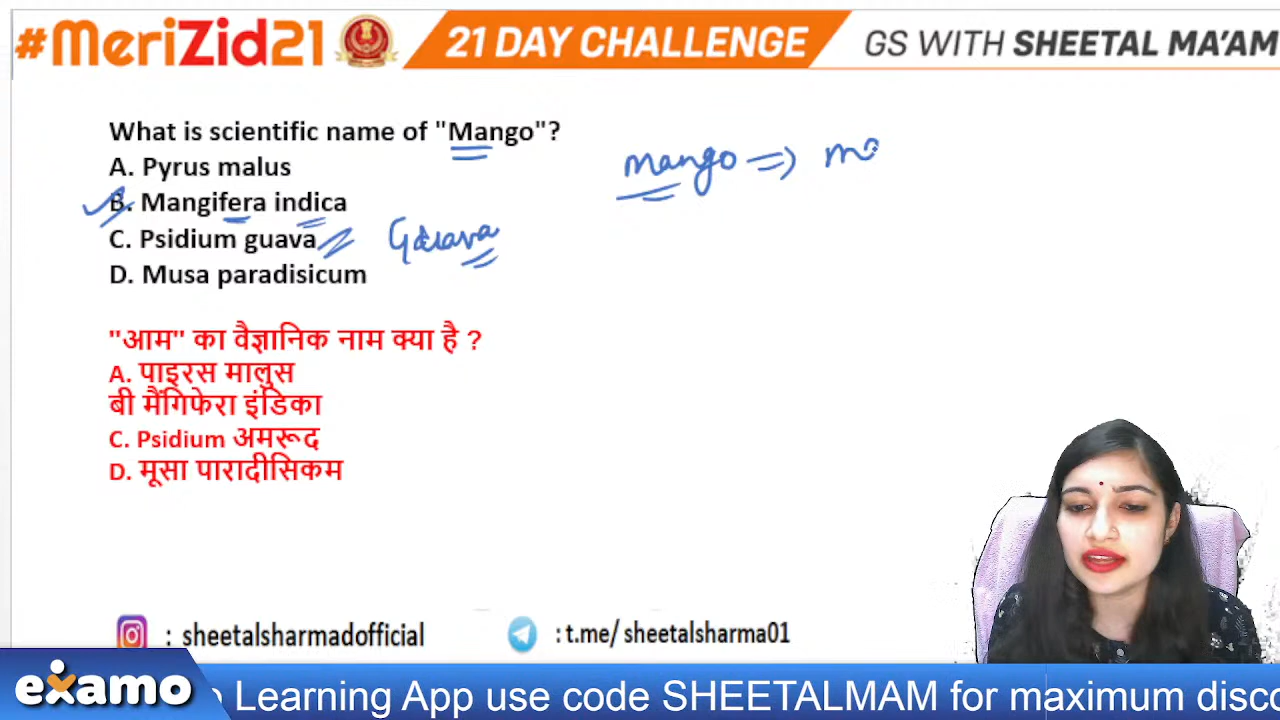 #MeriZid21 21 DAY CHALLENGE GS WITH SHEETAL MA'AM
What is scientific name of "Mango"?
A. Pyrus malus
B. Mangifera indica
C. Psidium guava
D. Musa paradisicum
mango => m
Guava
"आम" का वैज्ञानिक नाम क्या है ?
A. पाइरस मालुस
बी मैंगिफेरा इंडिका
C. Psidium अमरूद
D. मूसा पारादीसिकम
: sheetalsharmadofficial : t.me/ sheetalsharma01
examo Learning App use code SHEETALMAM for maximum disco